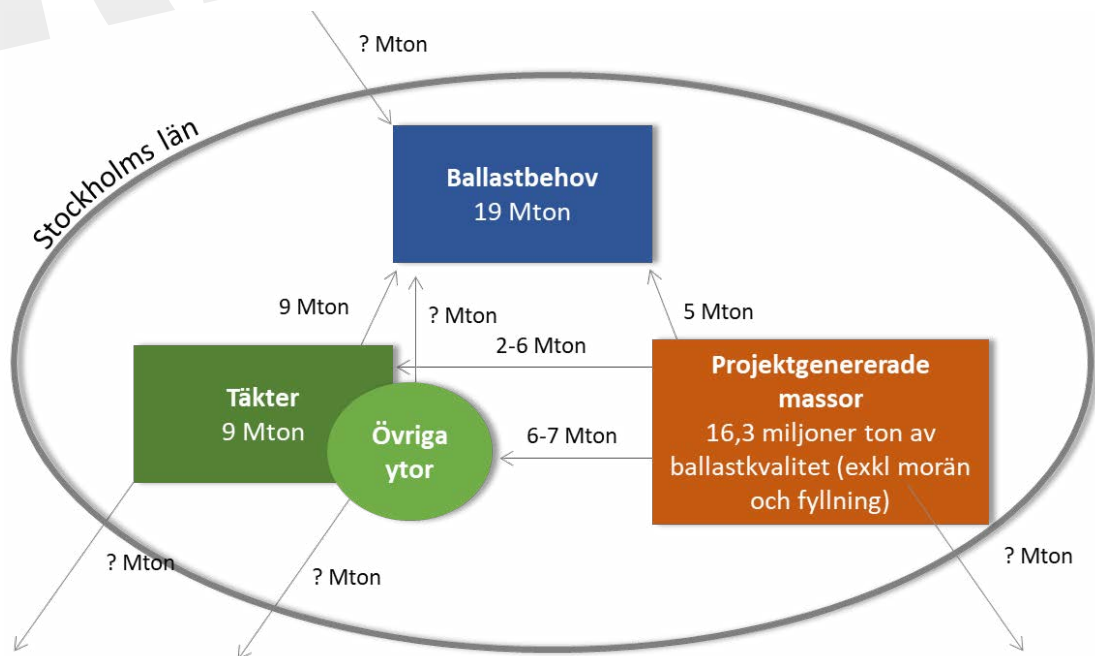 ? Mton
Stockholms län
Ballastbehov
19 Mton
9 Mton
? Mton
5 Mton
2-6 Mton
Täkter
9 Mton
Övriga
ytor
6-7 Mton
Projektgenererade
massor
16,3 miljoner ton av
ballastkvalitet (exkl morän
och fyllning)
? Mton
? Mton
? Mton